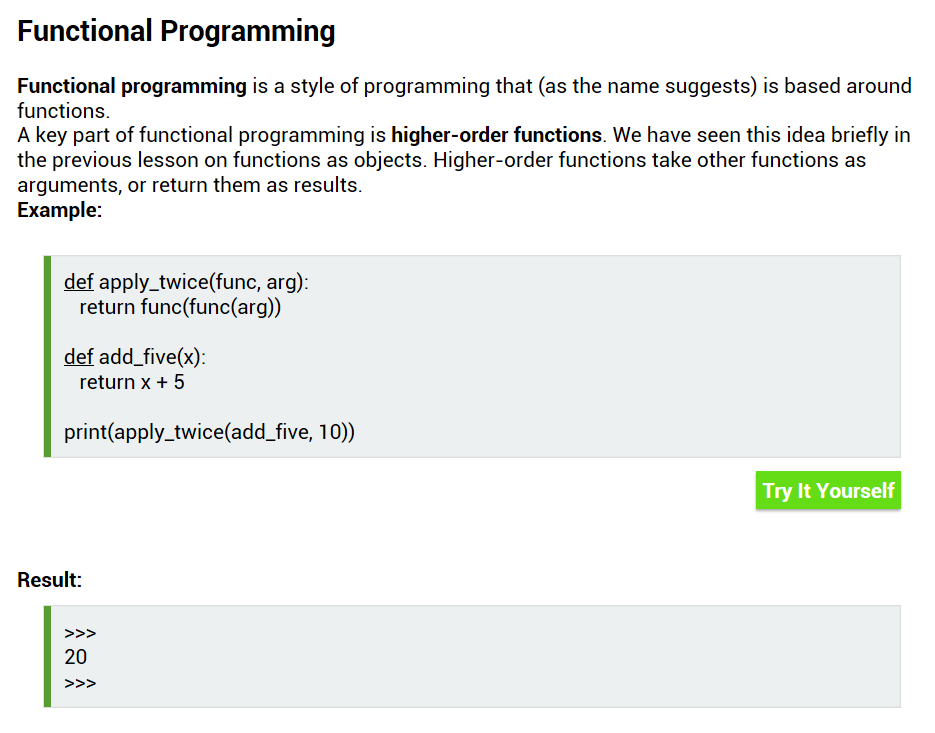 Functional Programming
Functional programming is a style of programming that (as the name suggests) is based around
functions.
A key part of functional programming is higher-order functions. We have seen this idea briefly in
the previous lesson on functions as objects. Higher-order functions take other functions as
arguments, or return them as results.
Example:
def apply_twice(func, arg):
   return func(func(arg))
def add_five(x):
   return x + 5
print(apply_twice(add_five, 10))
Try It Yourself
Result:
>>>
20
>>>